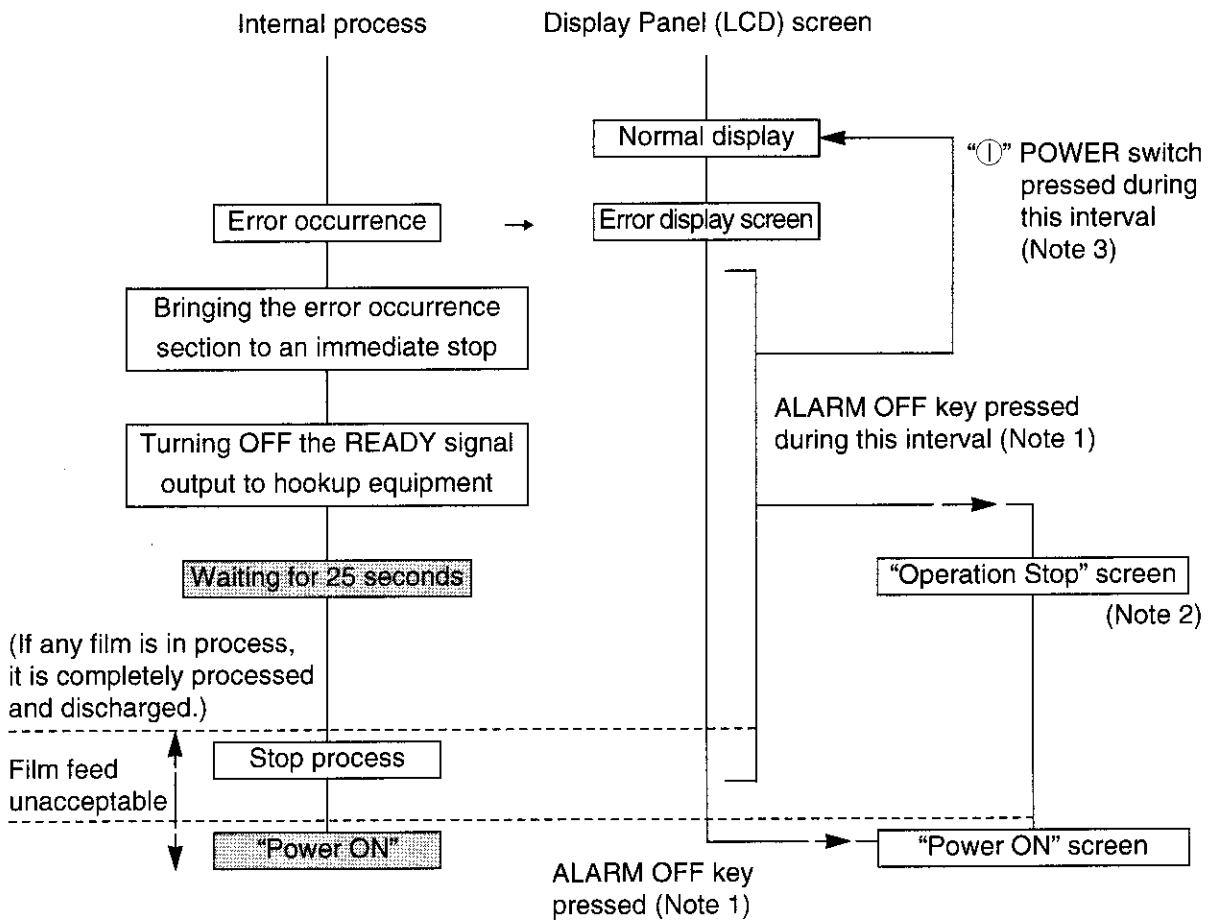 Internal process
Display Panel (LCD) screen
Normal display
“Ⓘ” POWER switch
pressed during
this interval
(Note 3)
Error occurrence
Error display screen
Bringing the error occurrence
section to an immediate stop
ALARM OFF key pressed
during this interval (Note 1)
Turning OFF the READY signal
output to hookup equipment
Waiting for 25 seconds
“Operation Stop” screen
(Note 2)
(If any film is in process,
it is completely processed
and discharged.)
Stop process
Film feed
unacceptable
“Power ON”
“Power ON” screen
ALARM OFF key
pressed (Note 1)